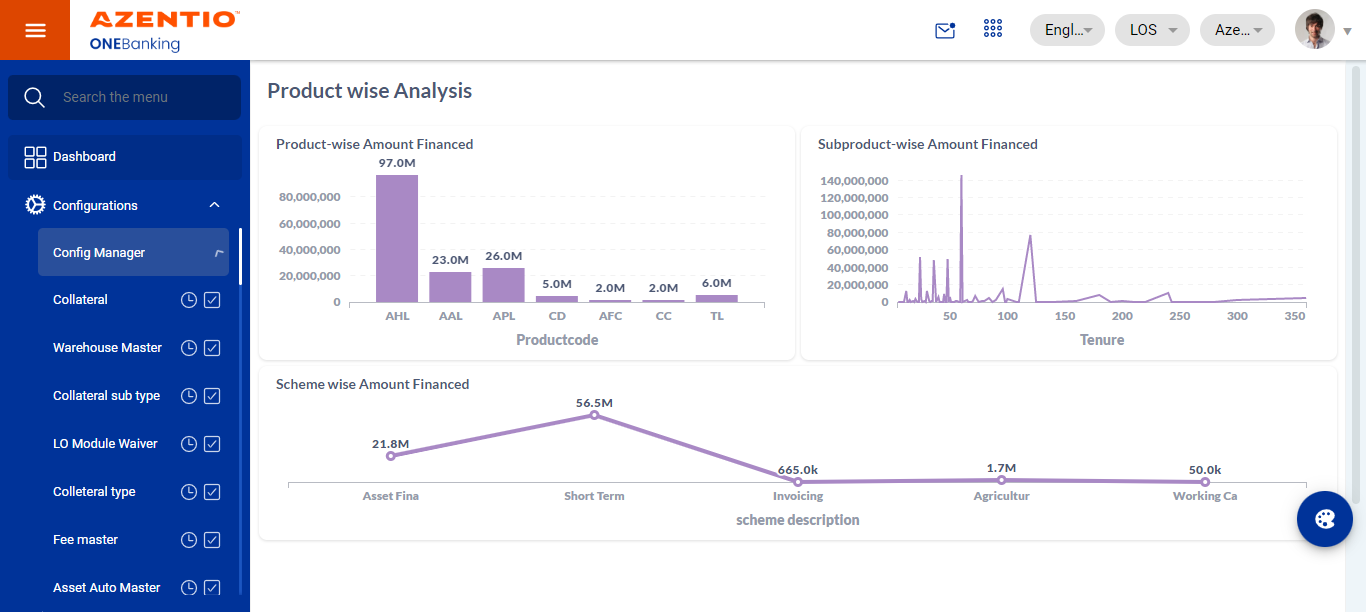 AZENTIO™
ONEBanking
Engl...
LOS
Aze...
Search the menu
Dashboard
Configurations
Config Manager
Collateral
Warehouse Master
Collateral sub type
LO Module Waiver
Colleteral type
Fee master
Asset Auto Master
Product wise Analysis
Product-wise Amount Financed
97.0M
80,000,000
60,000,000
40,000,000
20,000,000
0
23.0M
26.0M
5.0M
2.0M
2.0M
6.0M
AHL AAL APL CD AFC CC TL
Productcode
Subproduct-wise Amount Financed
140,000,000
120,000,000
100,000,000
80,000,000
60,000,000
40,000,000
20,000,000
0
50 100 150 200 250 300 350
Tenure
Scheme wise Amount Financed
56.5M
21.8M
665.0k
1.7M
50.0k
Asset Fina Short Term Invoicing Agricultur Working Ca
scheme description